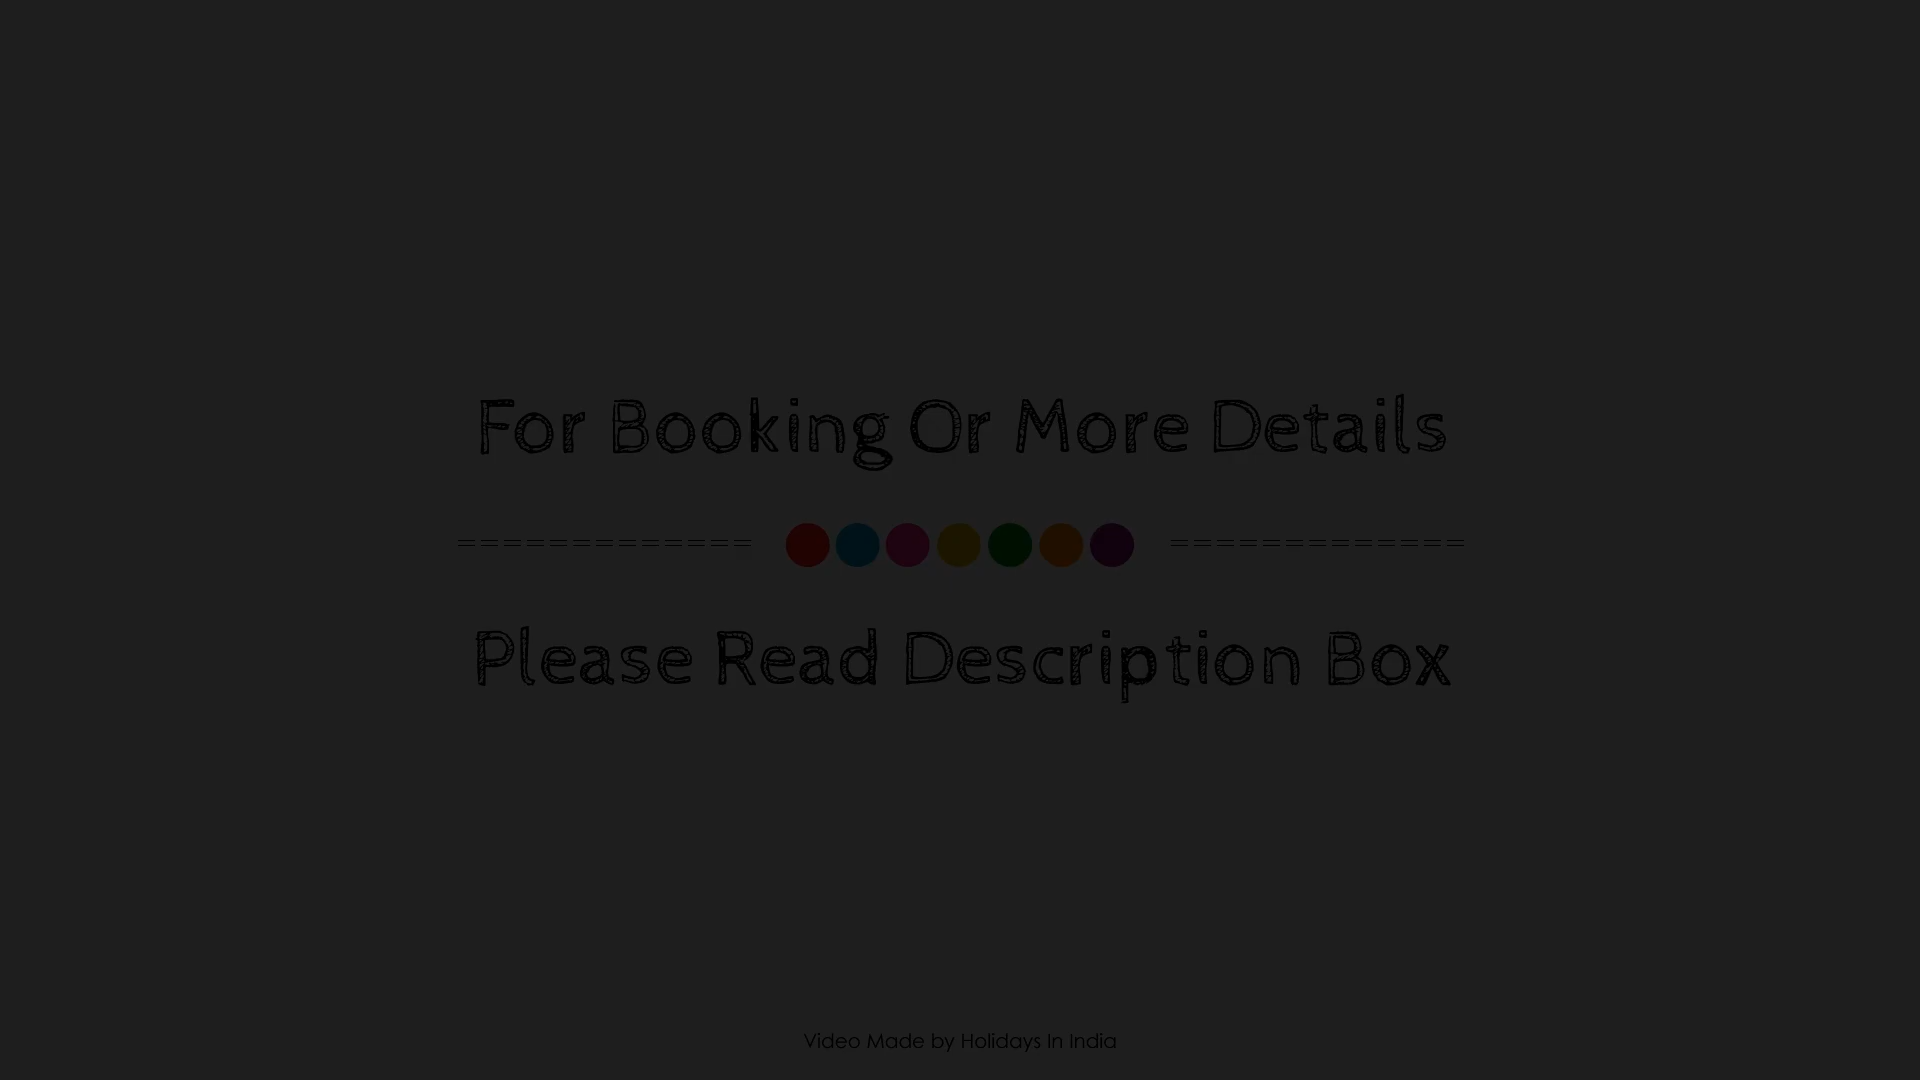 For Booking Or More Details
============= =============
Please Read Description Box
Video Made by Holidays In India